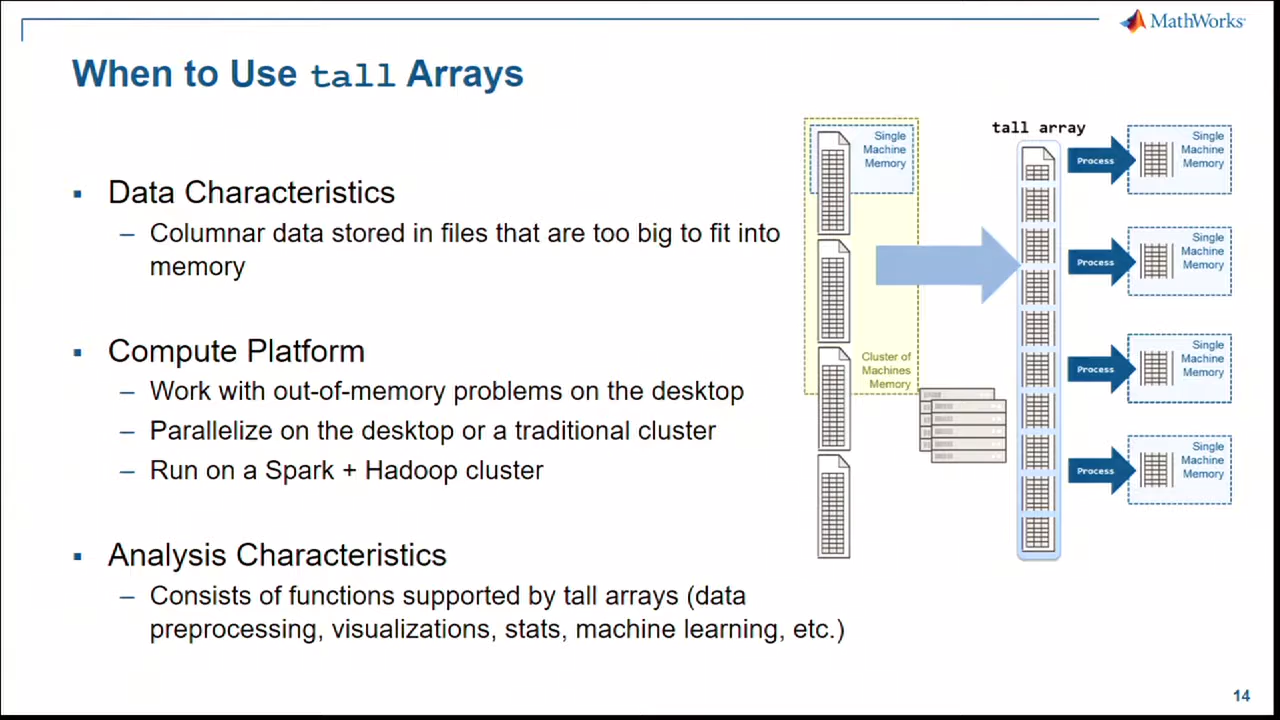 MathWorks
When to Use tall Arrays
▪ Data Characteristics
– Columnar data stored in files that are too big to fit into
memory
▪ Compute Platform
– Work with out-of-memory problems on the desktop
– Parallelize on the desktop or a traditional cluster
– Run on a Spark + Hadoop cluster
▪ Analysis Characteristics
– Consists of functions supported by tall arrays (data
preprocessing, visualizations, stats, machine learning, etc.)
Single
Machine
Memory
Cluster of
Machines
Memory
tall array
Process
Single
Machine
Memory
Process
Single
Machine
Memory
Process
Single
Machine
Memory
Process
Single
Machine
Memory
14